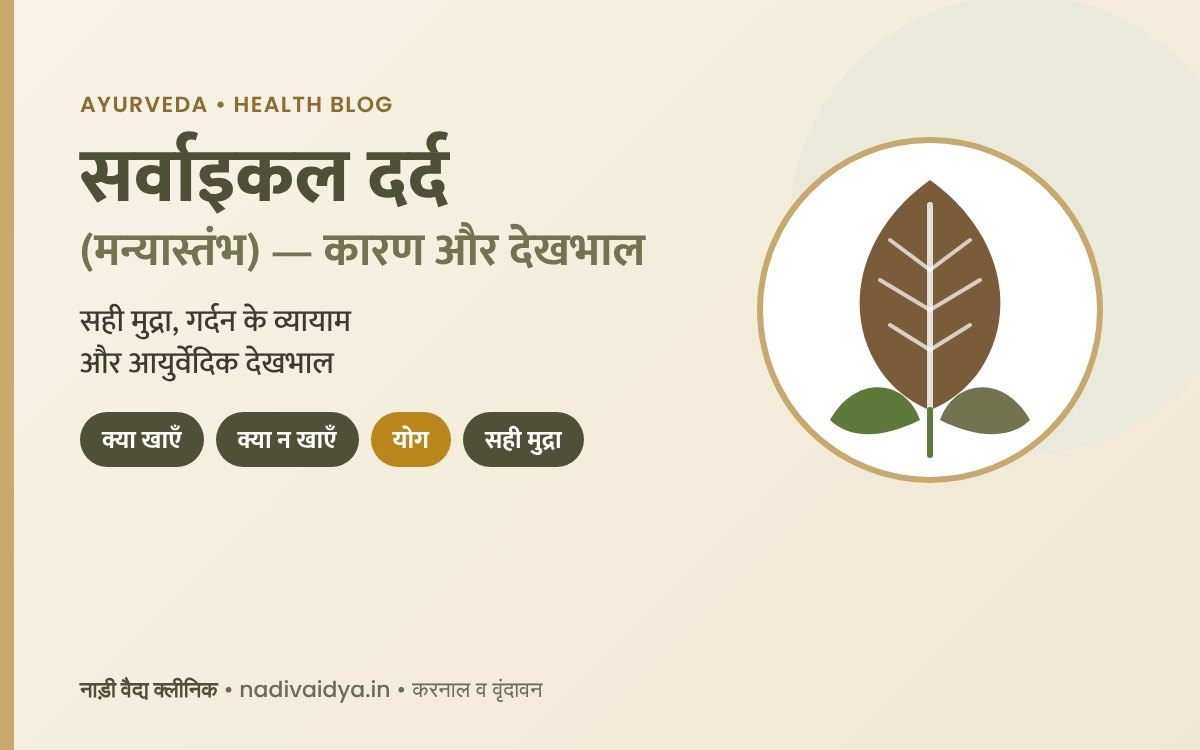 AYURVEDA • HEALTH BLOG
सर्वाइकल दर्द
(मन्यास्तंभ) — कारण और देखभाल
सही मुद्रा, गर्दन के व्यायाम
और आयुर्वेदिक देखभाल
क्या खाएँ क्या न खाएँ योग सही मुद्रा
नाड़ी वैद्य क्लीनिक • nadivaidya.in • करनाल व वृंदावन